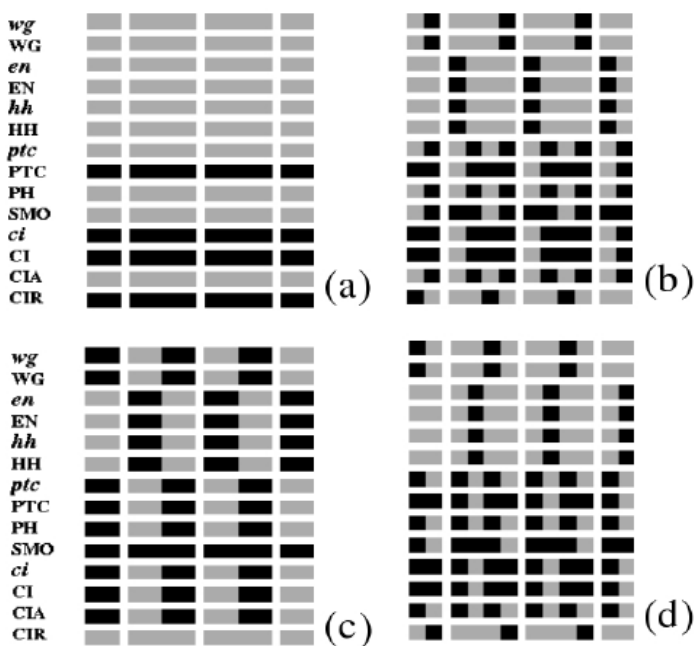 wg
WG
en
EN
hh
HH
ptc
PTC
PH
SMO
ci
CI
CIA
CIR
(a)
(b)
wg
WG
en
EN
hh
HH
ptc
PTC
PH
SMO
ci
CI
CIA
CIR
(c)
(d)